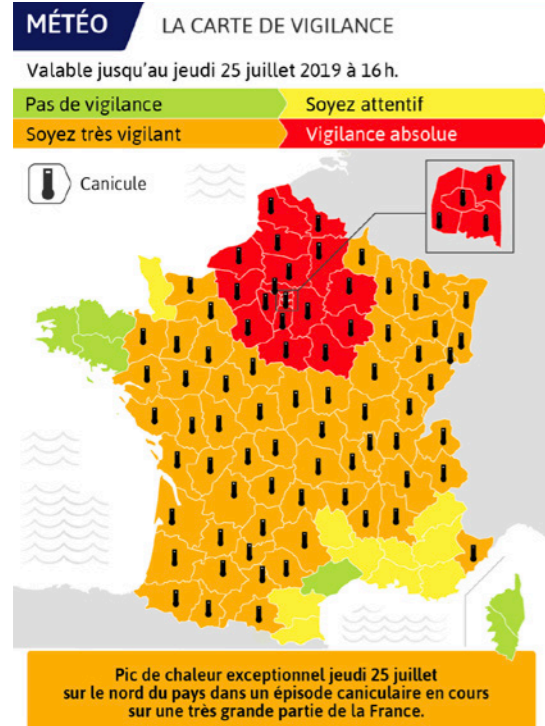 MÉTÉO LA CARTE DE VIGILANCE
Valable jusqu'au jeudi 25 juillet 2019 à 16 h.
Pas de vigilance Soyez attentif
Soyez très vigilant Vigilance absolue
Canicule
Pic de chaleur exceptionnel jeudi 25 juillet
sur le nord du pays dans un épisode caniculaire en cours
sur une très grande partie de la France.